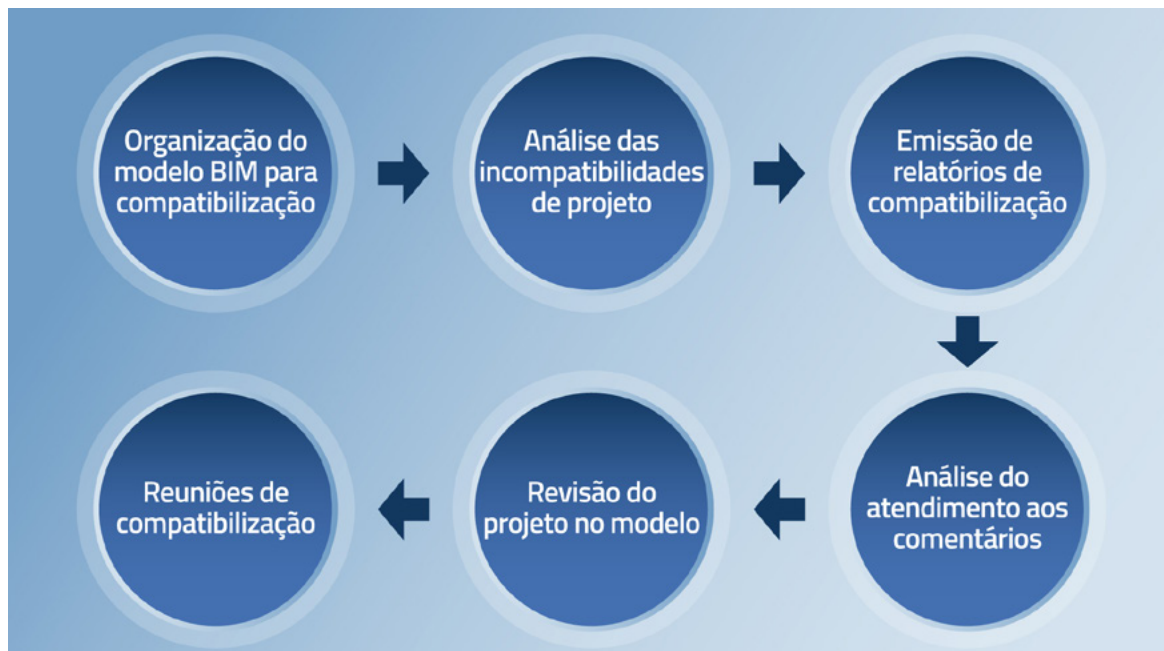 Organização do
modelo BIM para
compatibilização
Análise das
incompatibilidades
de projeto
Emissão de
relatórios de
compatibilização
Análise do
atendimento aos
comentários
Revisão do
projeto no modelo
Reuniões de
compatibilização